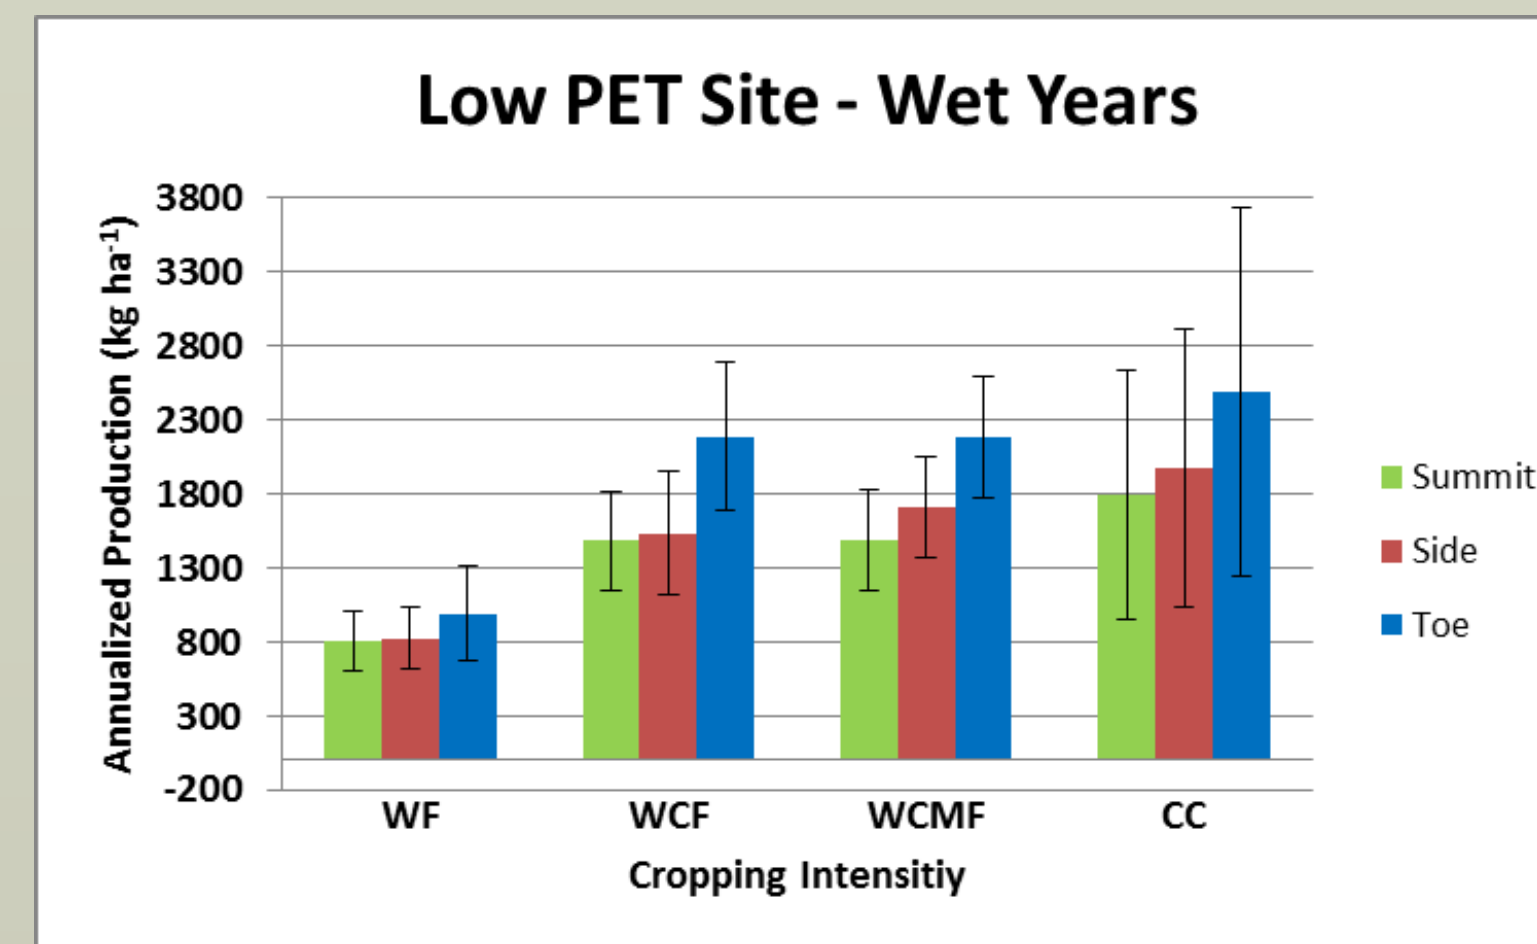 Low PET Site - Wet Years
Annualized Production (kg ha-1)
3800
3300
2800
2300
1800
1300
800
300
-200
WF WCF WCMF CC
Cropping Intensitiy
Summit
Side
Toe